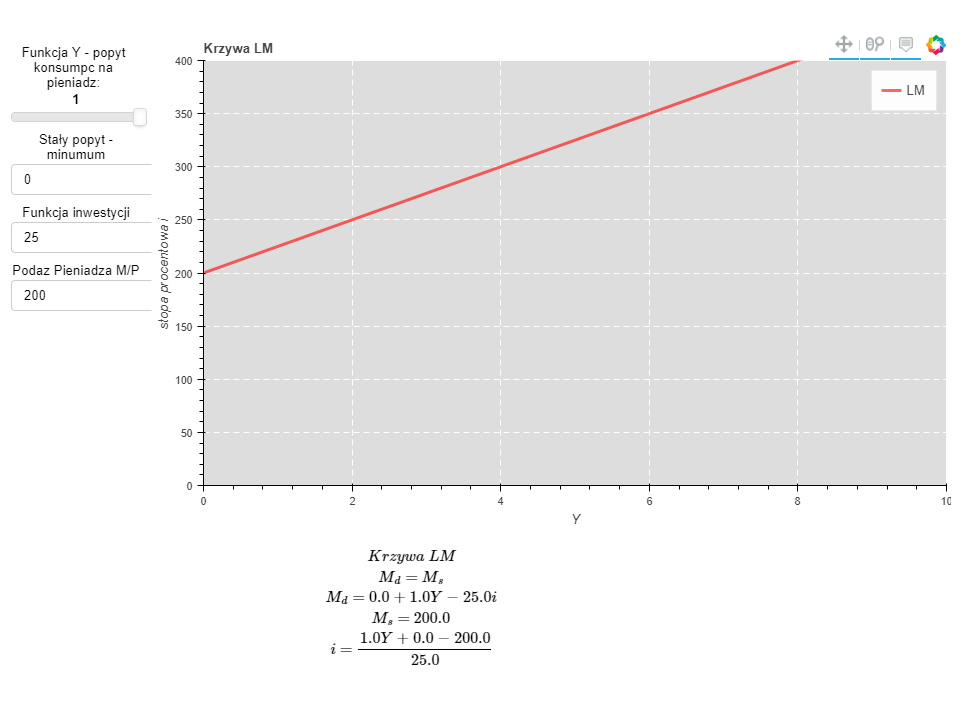 Funkcja Y - popyt
konsumpc na
pieniadz:
1
Stały popyt -
minumum
0
Funkcja inwestycji
25
Podaz Pieniadza M/P
200
Krzywa LM
LM
400
350
300
250
200
150
100
50
0
stopa procentowa i
0 2 4 6 8 10
Y
Krzywa LM
M_d = M_s
M_d = 0.0 + 1.0Y − 25.0i
M_s = 200.0
i = \frac{1.0Y + 0.0 − 200.0}{25.0}